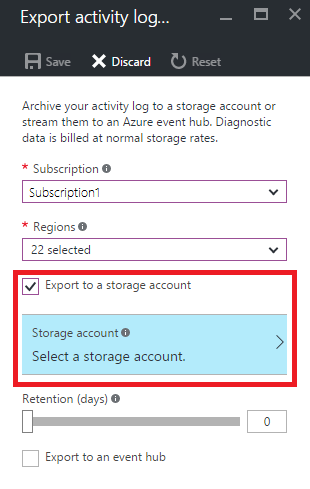 Export activity log...
Save Discard Reset
Archive your activity log to a storage account or
stream them to an Azure event hub. Diagnostic
data is billed at normal storage rates.
* Subscription
Subscription1
* Regions
22 selected
Export to a storage account
Storage account
Select a storage account.
Retention (days)
0
Export to an event hub